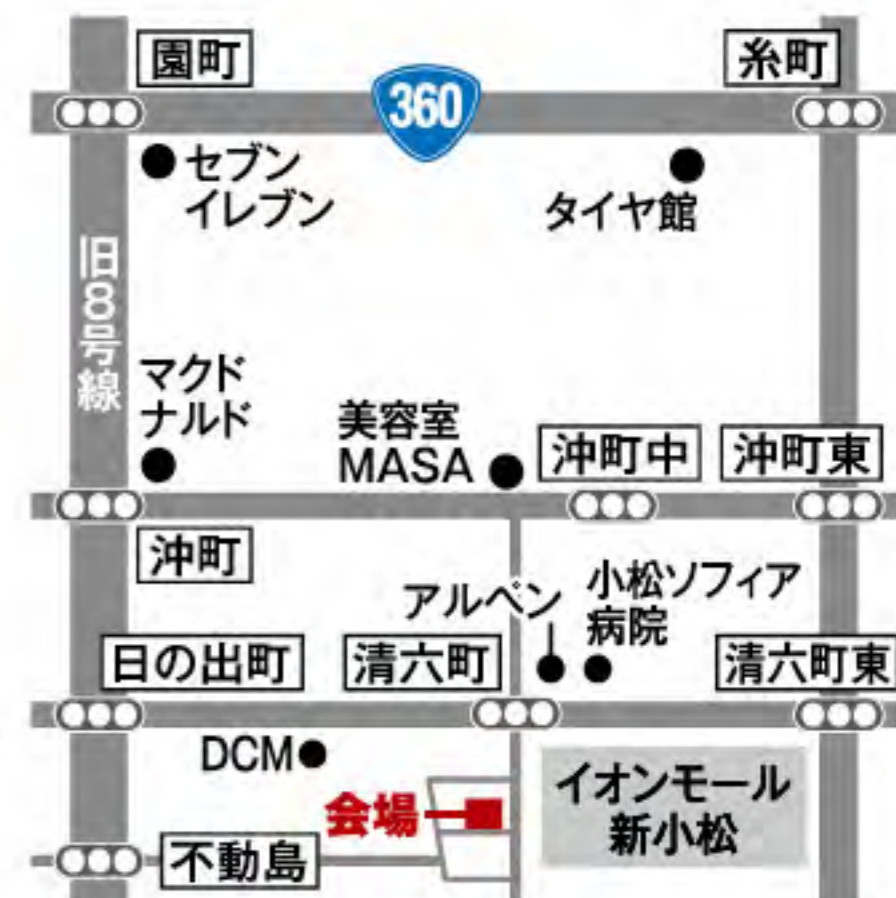 園町
糸町
360
セブン
イレブン
タイヤ館
旧8号線
マクド
ナルド
美容室
MASA
沖町中
沖町東
沖町
アルペン
小松ソフィア
病院
日の出町
清六町
清六町東
DCM
会場
イオンモール
新小松
不動島